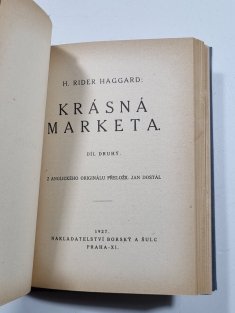 H. RIDER HAGGARD:
KRÁSNÁ
MARKETA.
DÍL DRUHÝ.
Z ANGLICKÉHO ORIGINÁLU PŘELOŽIL JAN DOSTÁL
1927.
NAKLADATELSTVÍ BORSKÝ A ŠULC
PRAHA-XI.